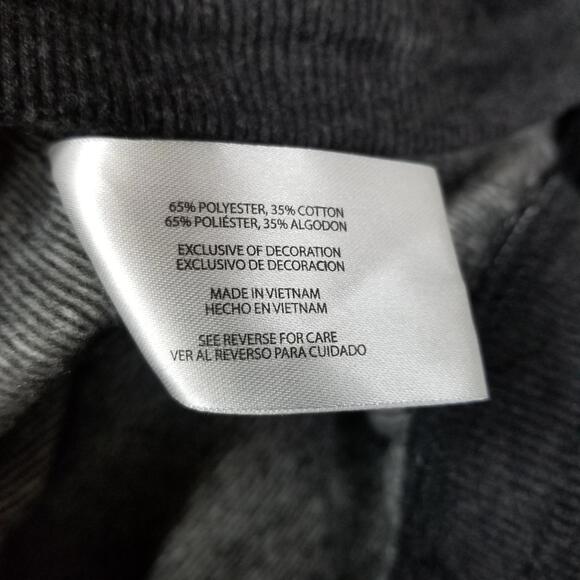 65% POLYESTER, 35% COTTON
65% POLIÉSTER, 35% ALGODON
EXCLUSIVE OF DECORATION
EXCLUSIVO DE DECORACION
MADE IN VIETNAM
HECHO EN VIETNAM
SEE REVERSE FOR CARE
VER AL REVERSO PARA CUIDADO